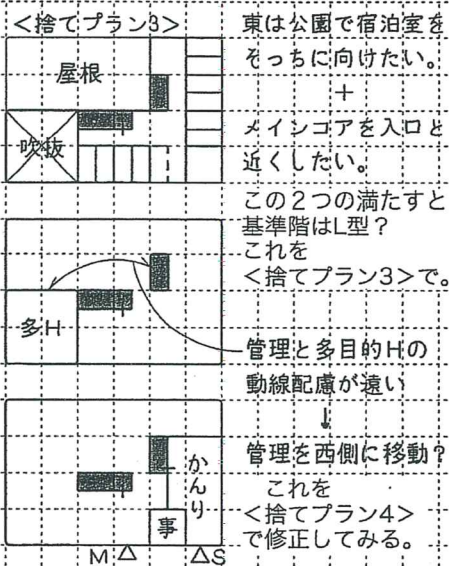 ＜捨てプラン3＞
屋根
吹抜
東は公園で宿泊室を
そっちに向けたい。
＋
メインコアを入口と
近くしたい。
この２つの満たすと
基準階はL型？
これを
＜捨てプラン3＞で。
多H
管理と多目的Hの
動線配慮が遠い
↓
管理を西側に移動？
これを
＜捨てプラン4＞
で修正してみる。
かんり
事
M △
△S